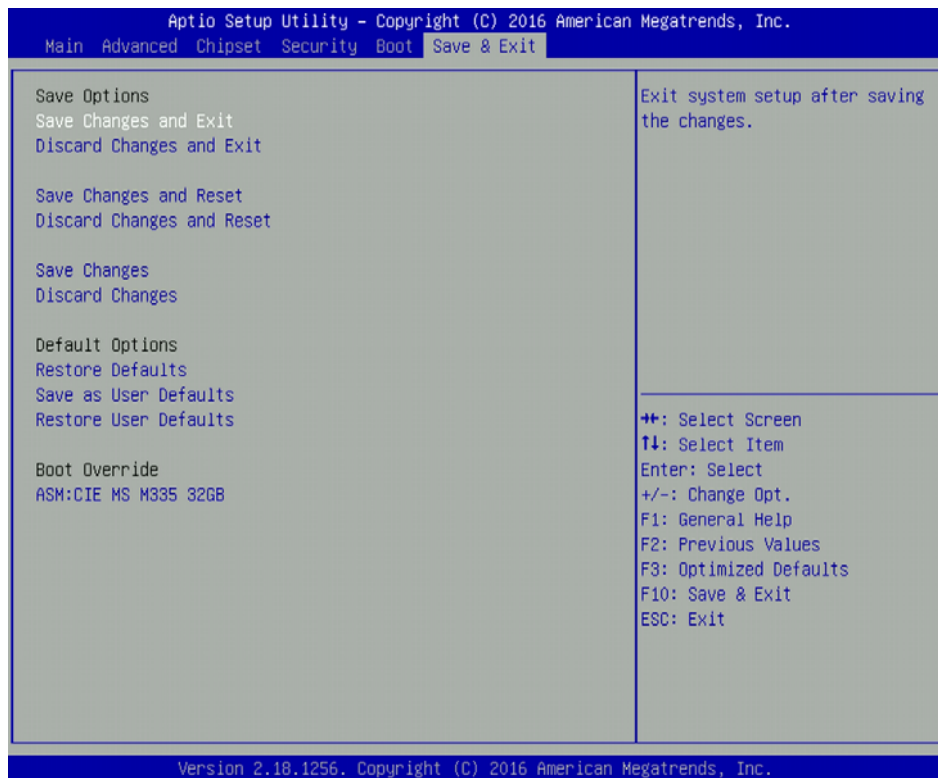 Aptio Setup Utility – Copyright (C) 2016 American Megatrends, Inc.
Main Advanced Chipset Security Boot Save & Exit
Save Options
Save Changes and Exit
Discard Changes and Exit
Save Changes and Reset
Discard Changes and Reset
Save Changes
Discard Changes
Default Options
Restore Defaults
Save as User Defaults
Restore User Defaults
Boot Override
ASM:CIE MS M335 32GB
Exit system setup after saving
the changes.
→←: Select Screen
↑↓: Select Item
Enter: Select
+/-: Change Opt.
F1: General Help
F2: Previous Values
F3: Optimized Defaults
F10: Save & Exit
ESC: Exit
Version 2.18.1256. Copyright (C) 2016 American Megatrends, Inc.